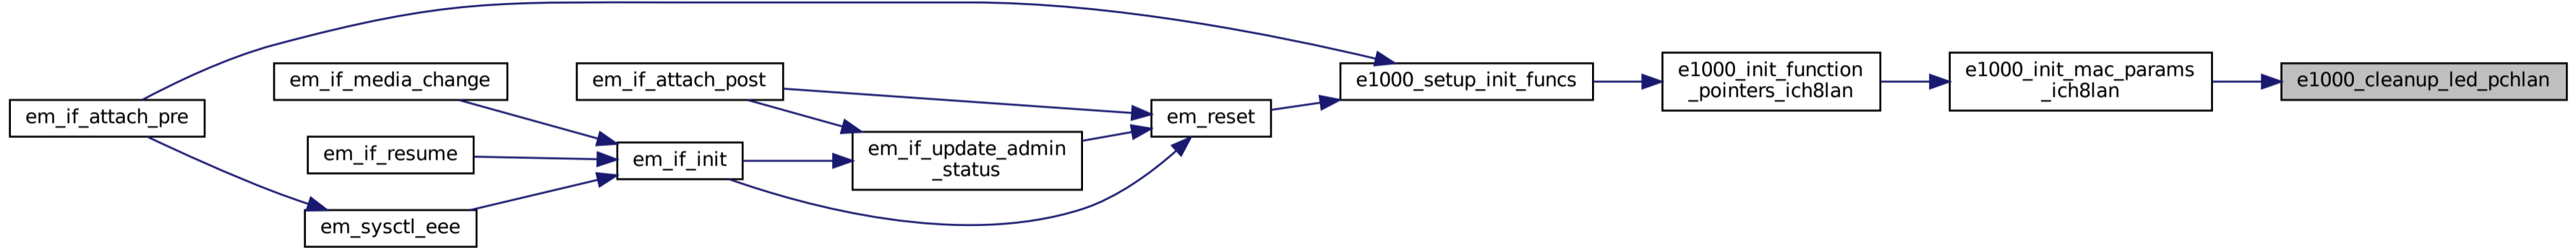 em_if_attach_pre
em_if_media_change
em_if_resume
em_sysctl_eee
em_if_attach_post
em_if_init
em_if_update_admin
_status
em_reset
e1000_setup_init_funcs
e1000_init_function
_pointers_ich8lan
e1000_init_mac_params
_ich8lan
e1000_cleanup_led_pchlan